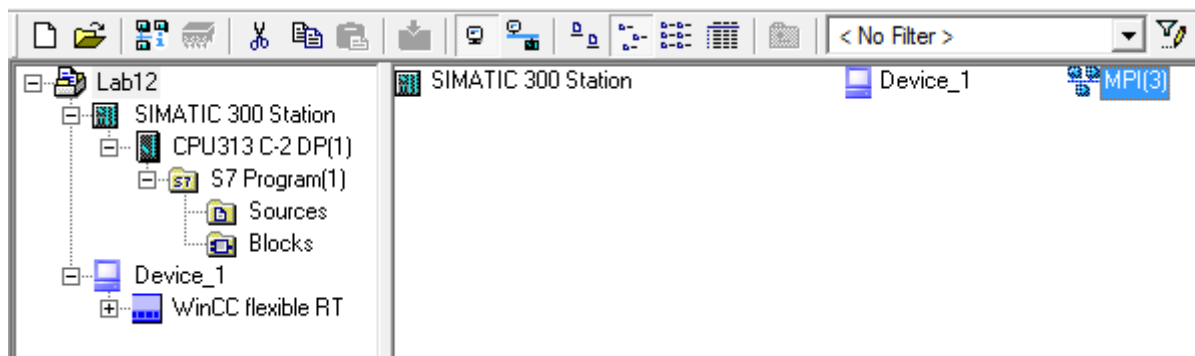 < No Filter >
Lab12
SIMATIC 300 Station
CPU313 C-2 DP(1)
S7 Program(1)
Sources
Blocks
Device_1
WinCC flexible RT
SIMATIC 300 Station
Device_1
MPI(3)